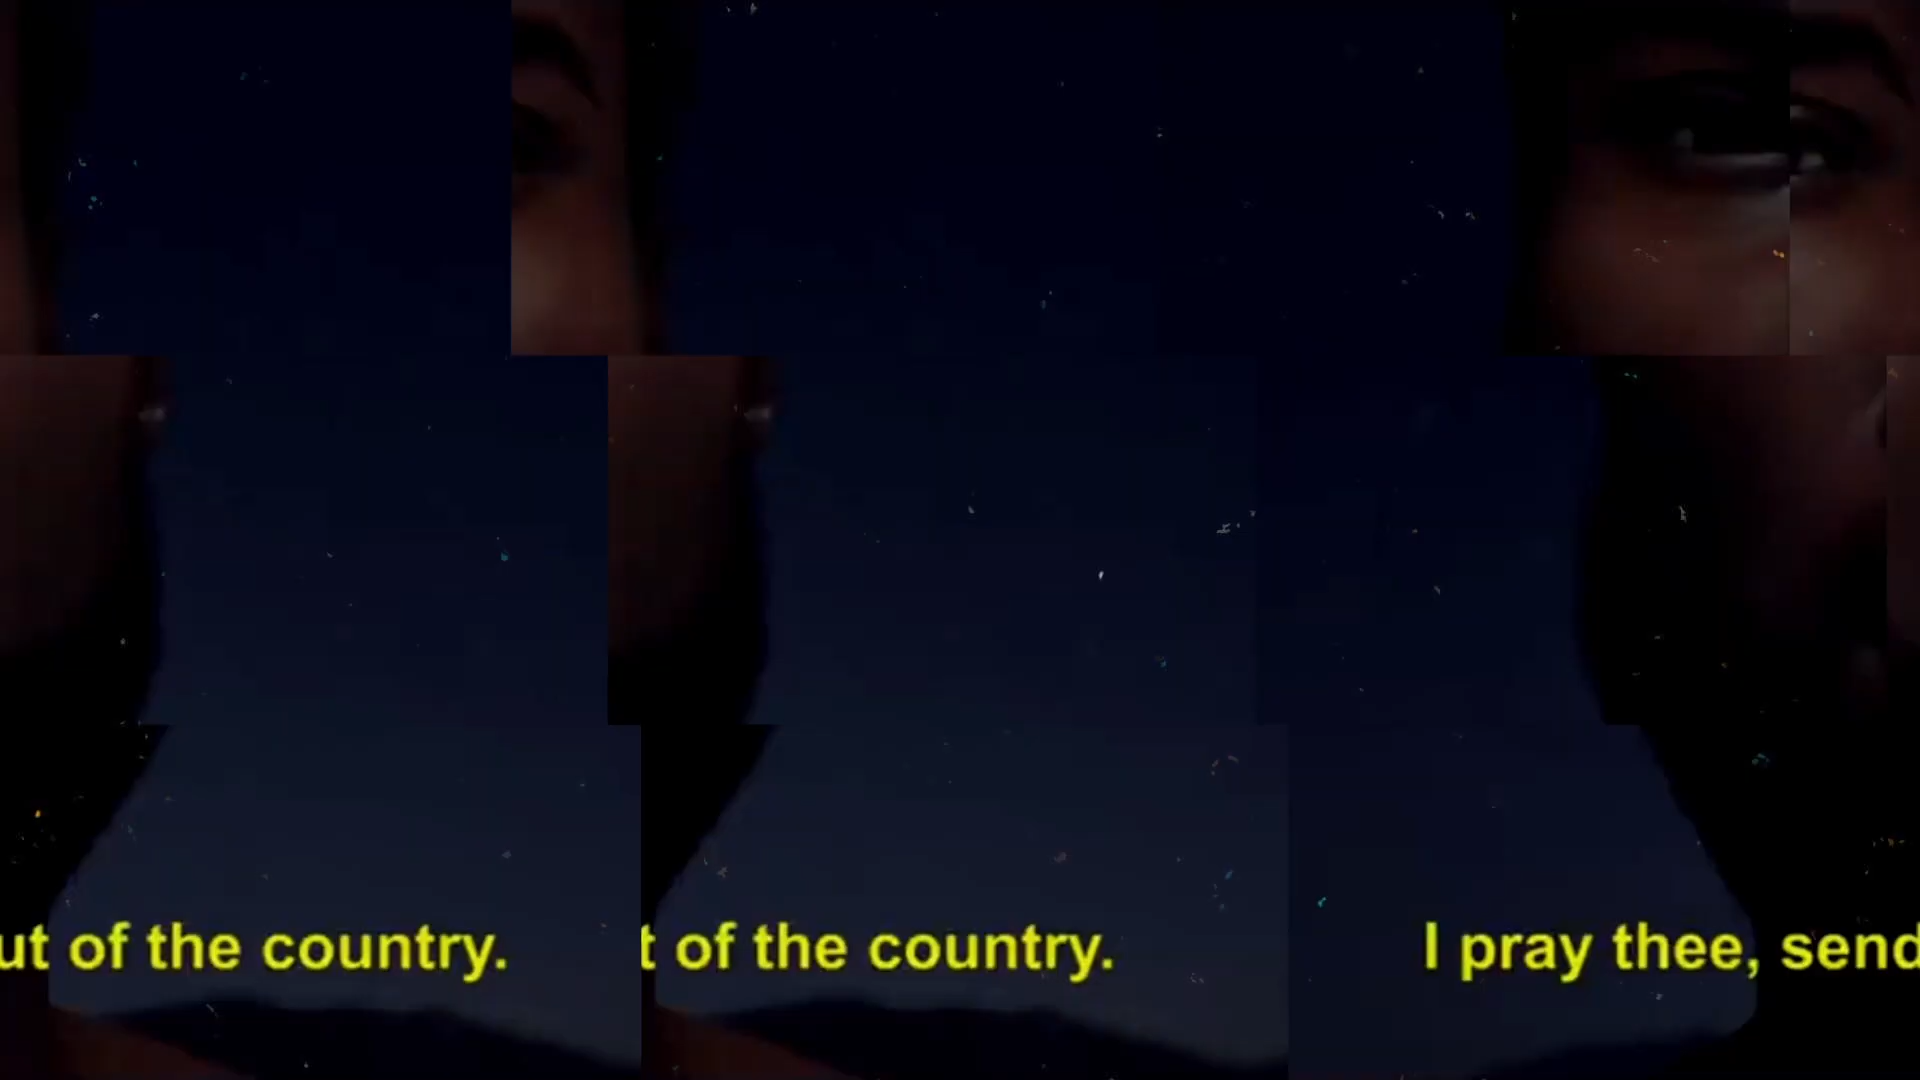 ut of the country. t of the country. I pray thee, send